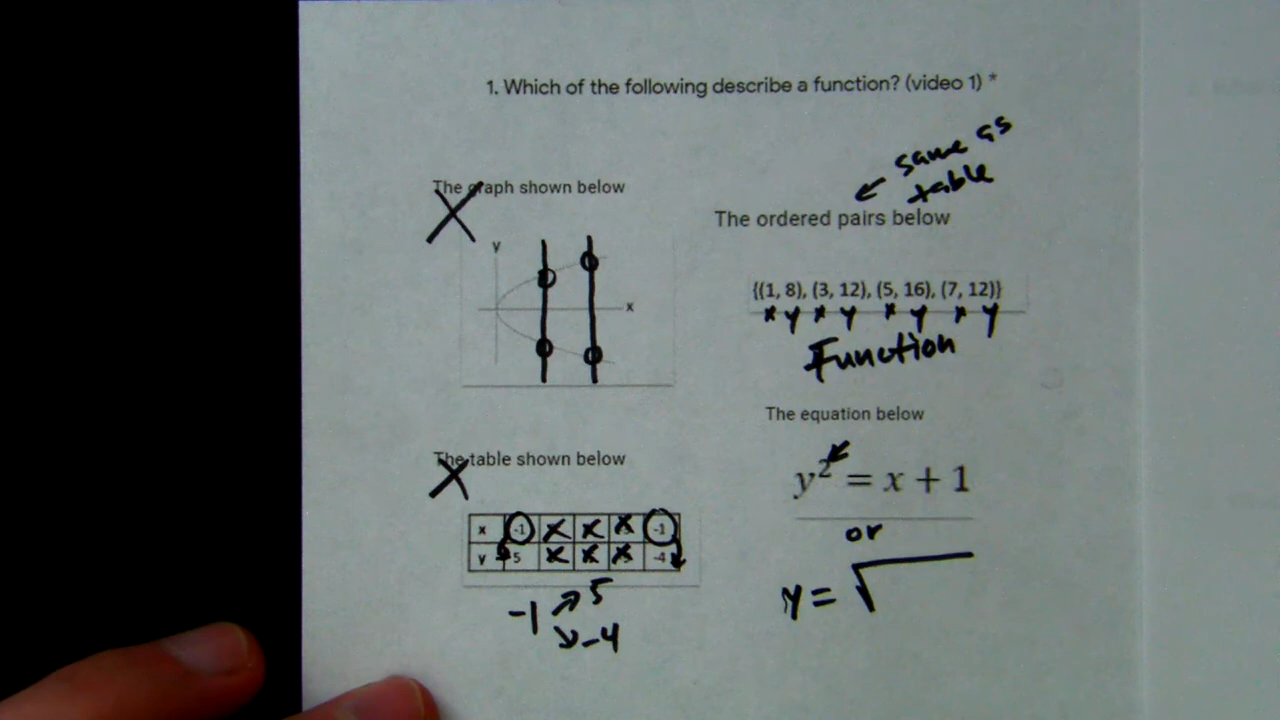 1. Which of the following describe a function? (video 1) *
same as
table
The graph shown below
The ordered pairs below
y
x
{(1, 8), (3, 12), (5, 16), (7, 12)}
x y x y x y x y
Function
The equation below
The table shown below
y² = x + 1
x -1 -1
y 5 -4
or
y = √
-1 5
-4